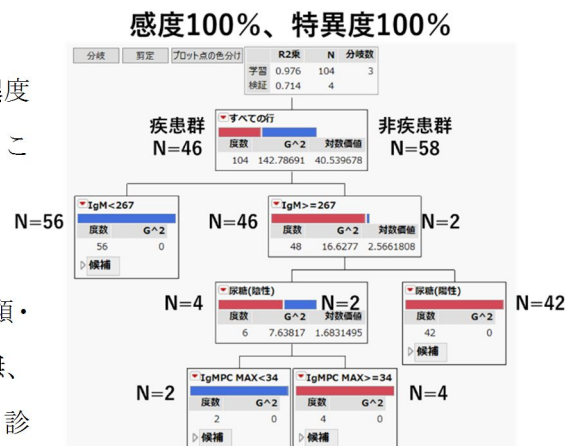 感度100%、特異度100%
分岐 剪定 プロット点の色分け
R2乗 N 分岐数
学習 0.976 104 3
検証 0.714 4
度
こ
疾患群
N=46
すべての行
度数 G^2 対数価値
104 142.78691 40.539678
非疾患群
N=58
N=56
IgM<267
度数 G^2
56 0
候補
N=46
IgM>=267
度数 G^2 対数価値
48 16.6277 2.5661808
N=2
頭・
N=4
尿糖(陰性)
N=2
度数 G^2 対数価値
6 7.63817 1.6831495
尿糖(陽性)
度数 G^2
42 0
候補
N=42
無、
診
N=2
IgMPC MAX<34
度数 G^2
2 0
候補
IgMPC MAX>=34
度数 G^2
4 0
候補
N=4